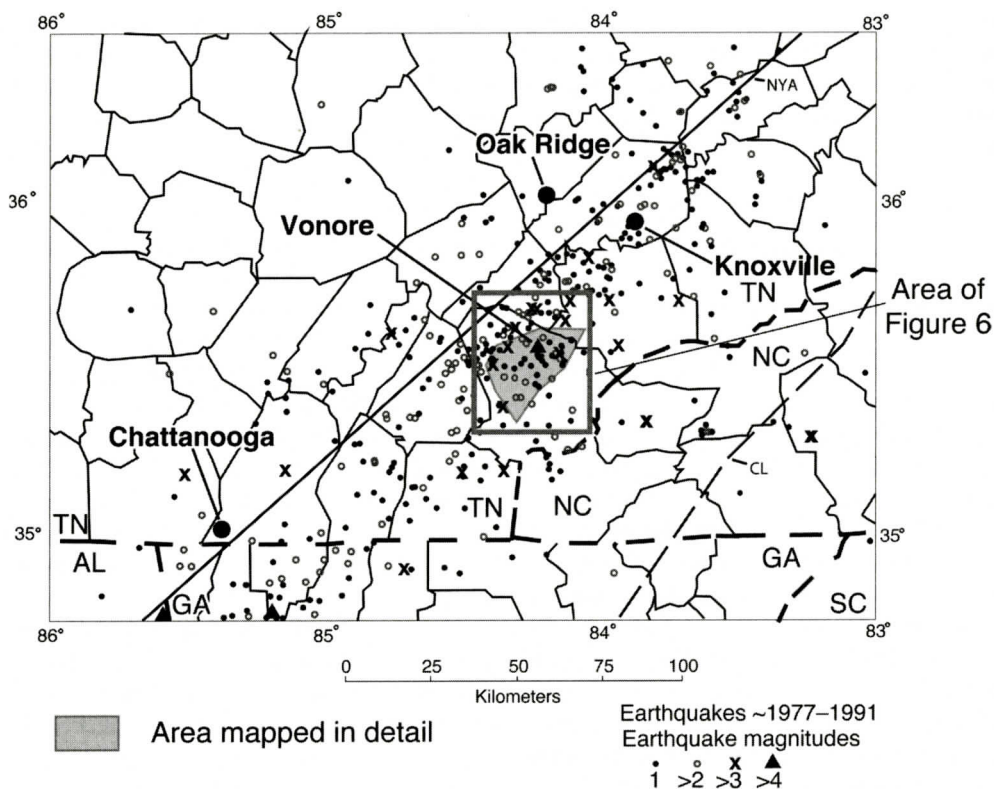 86°
85°
84°
83°
NYA
Oak Ridge
36°
36°
Vonore
Knoxville
TN
Area of
Figure 6
NC
Chattanooga
CL
TN
NC
TN
35°
35°
AL
GA
GA
SC
86°
85°
84°
83°
0 25 50 75 100
Kilometers
Area mapped in detail
Earthquakes ~1977–1991
Earthquake magnitudes
1 >2 >3 >4